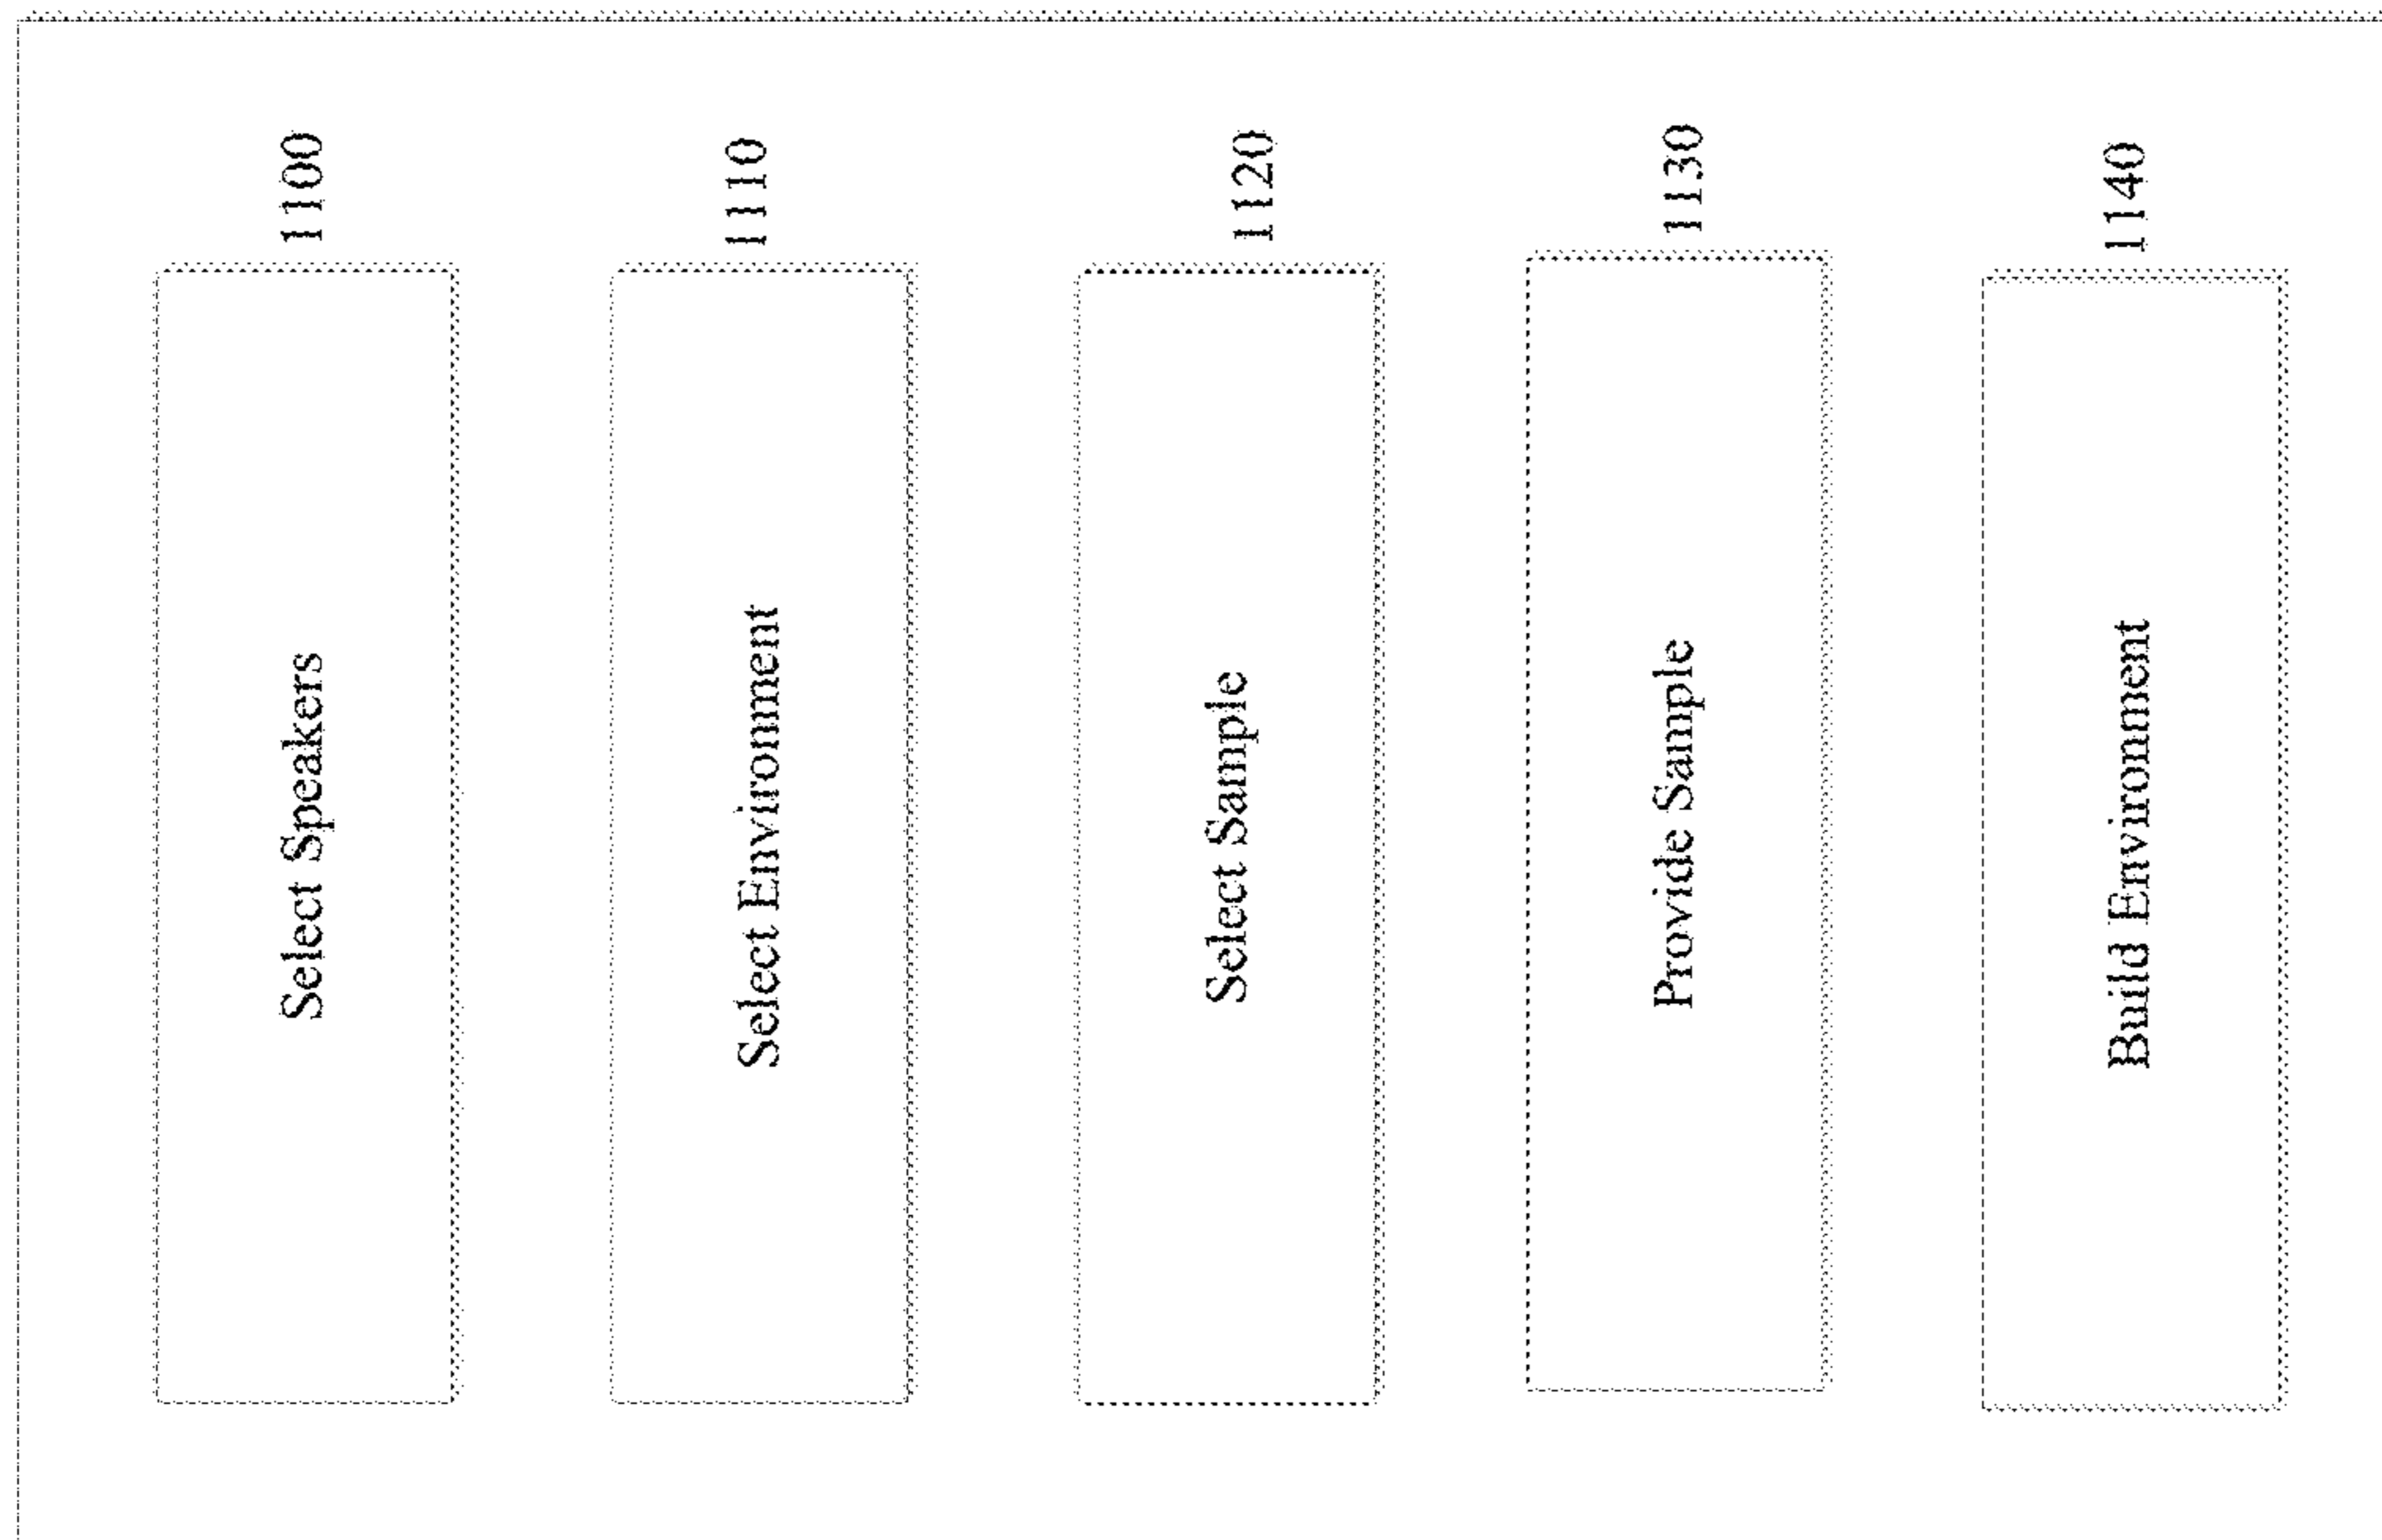 Select Speakers
1100
Select Environment
1110
Select Sample
1120
Provide Sample
1130
Build Environment
1140